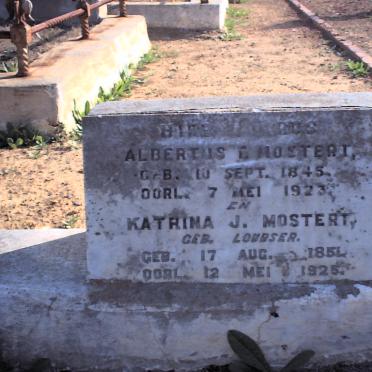 ALBERTUS MOSTERT,
GEB. 10 SEPT. 1845.
OORL. 7 MEI 1923.
EN
KATRINA J. MOSTERT,
GEB. LOUBSER.
GEB. 17 AUG. 1851.
OORL. 12 MEI 1925.